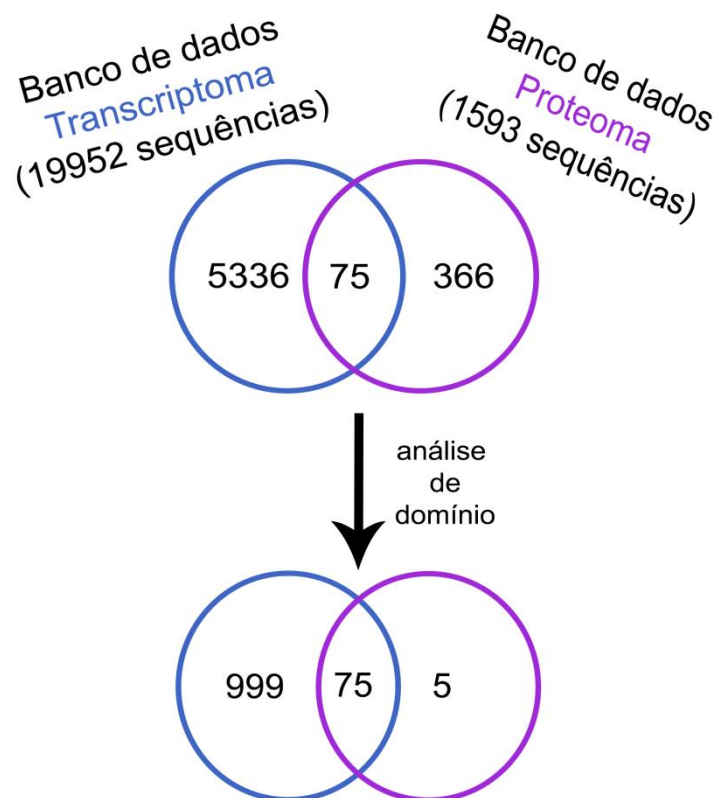 Banco de dados
Transcriptoma
(19952 sequências)
Banco de dados
Proteoma
(1593 sequências)
5336 75 366
análise
de
domínio
999 75 5